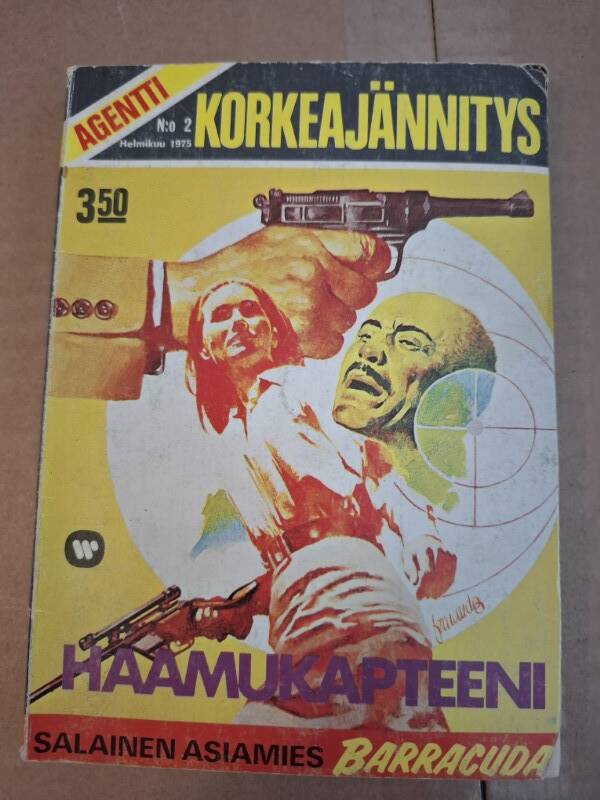 AGENTTI
N:o 2 KORKEAJÄNNITYS
Helmikuu 1975
3.50
W
HAAMUKAPTEENI
SALAINEN ASIAMIES BARRACUDA